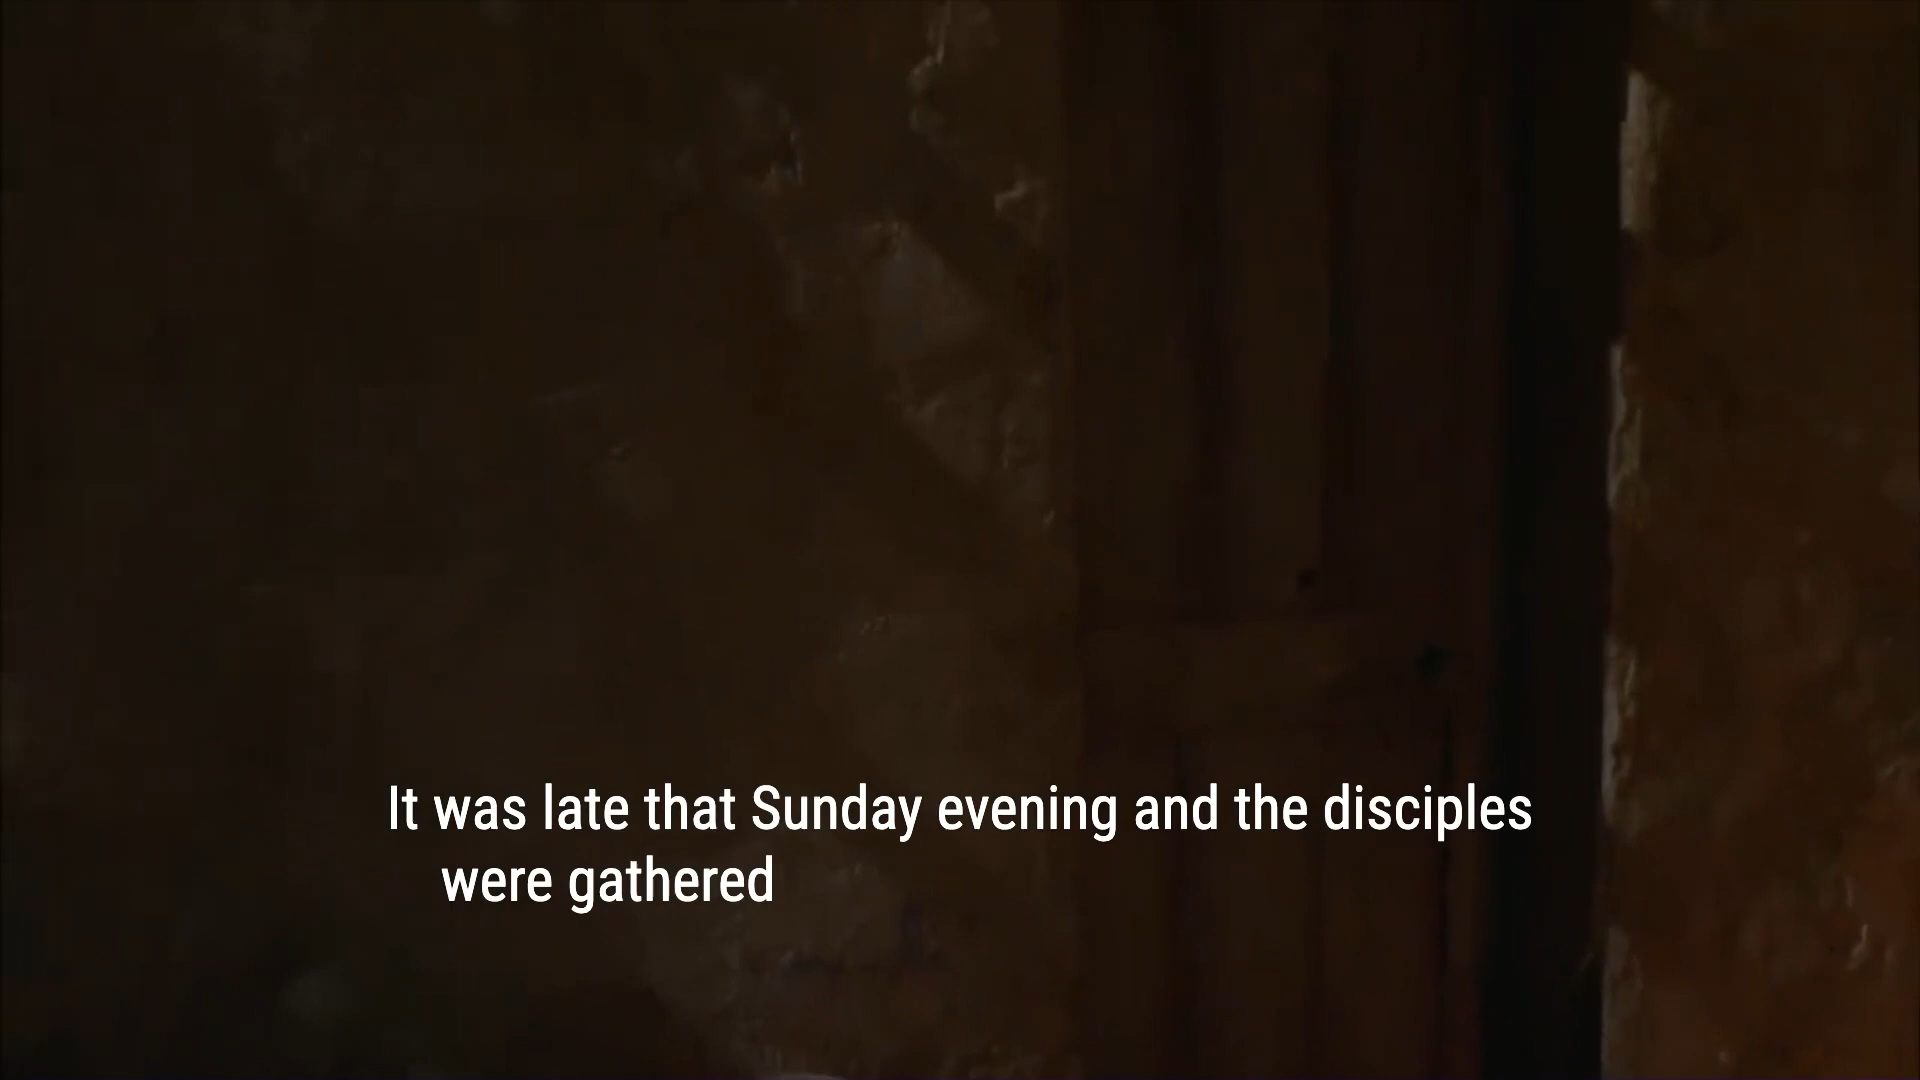 It was late that Sunday evening and the disciples
were gathered